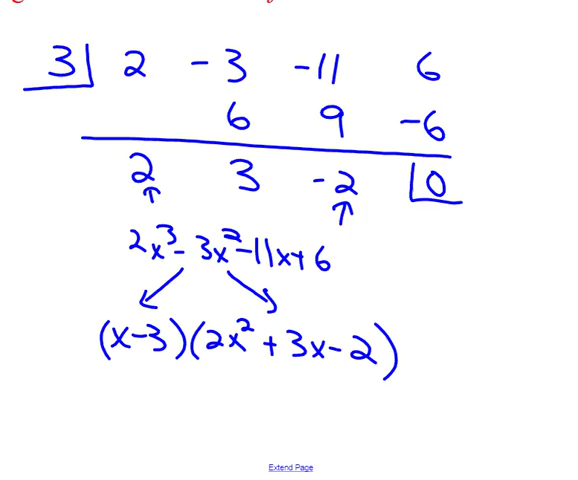 3 2 -3 -11 6
6 9 -6
2 3 -2 0
2x³ - 3x² - 11x + 6
(x-3)(2x² + 3x - 2)
Extend Page